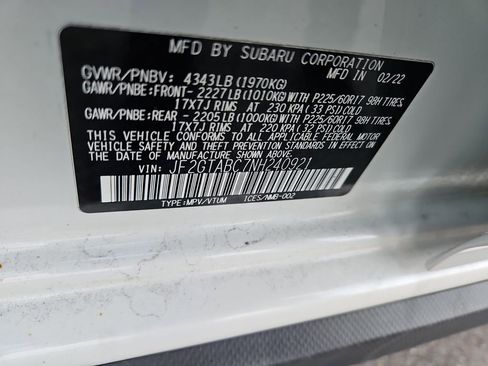 MFD BY SUBARU CORPORATION
GVWR/PNBV: 4343LB(1970KG) MFD IN 02/22
GAWR/PNBE:FRONT- 2227LB(1010KG)WITH P225/60R17 98H TIRES,
17X7J RIMS AT 230 KPA(33 PSI)COLD
GAWR/PNBE:REAR - 2205LB(1000KG)WITH P225/60R17 98H TIRES,
17X7J RIMS AT 220 KPA(32 PSI)COLD
THIS VEHICLE CONFORMS TO ALL APPLICABLE FEDERAL MOTOR
VEHICLE SAFETY AND THEFT PREVENTION STANDARDS IN EFFECT
ON THE DATE OF MANUFACTURE SHOWN ABOVE
VIN: JF2GTABC7NH240921
TYPE:MPV/VTUM ICES/NMB-002